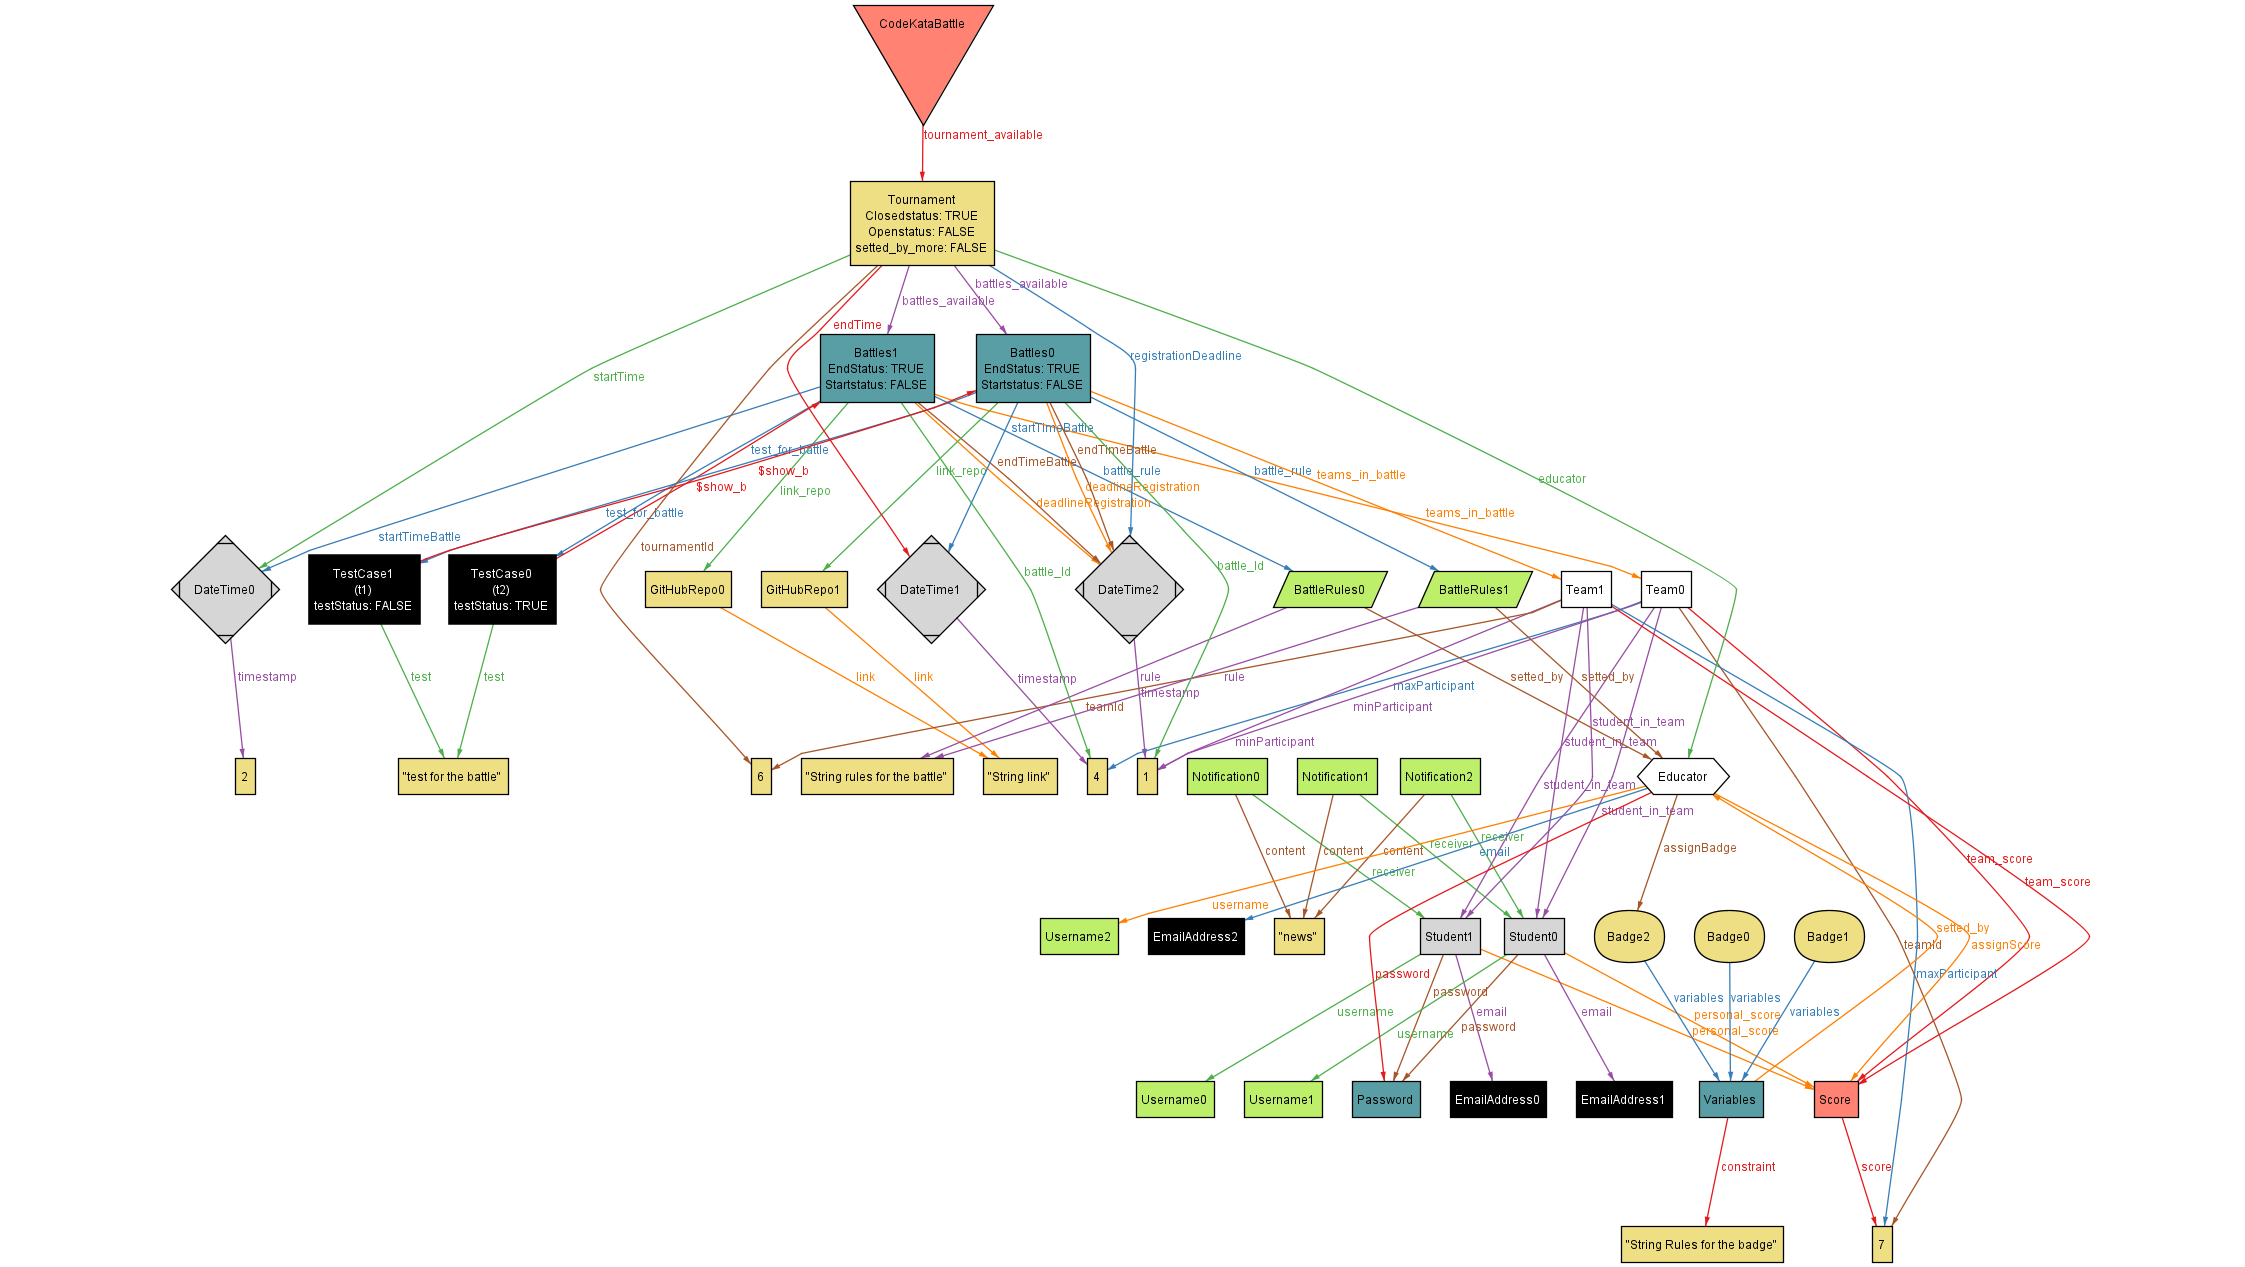 CodeKataBattle
tournament_available
Tournament
Closedstatus: TRUE
Openstatus: FALSE
setted_by_more: FALSE
battles_available
battles_available
endTime
Battles1
EndStatus: TRUE
Startstatus: FALSE
Battles0
EndStatus: TRUE
Startstatus: FALSE
registrationDeadline
startTime
startTimeBattle
test_for_battle
endTimeBattle
endTimeBattle
$show_b
link_repo
battle_rule
battle_rule
teams_in_battle
educator
$show_b
link_repo
deadlineRegistration
deadlineRegistration
test_for_battle
teams_in_battle
startTimeBattle
tournamentId
battle_Id
battle_Id
DateTime0
TestCase1
(t1)
testStatus: FALSE
TestCase0
(t2)
testStatus: TRUE
GitHubRepo0
GitHubRepo1
DateTime1
DateTime2
BattleRules0
BattleRules1
Team1
Team0
timestamp
test
test
link
link
timestamp
rule
timestamp
rule
maxParticipant
setted_by
setted_by
teamId
minParticipant
student_in_team
student_in_team
minParticipant
student_in_team
student_in_team
2
"test for the battle"
6
"String rules for the battle"
"String link"
4
1
Notification0
Notification1
Notification2
Educator
content
content
content
receiver
receiver
receiver
email
assignBadge
team_score
team_score
username
Username2
EmailAddress2
"news"
Student1
Student0
Badge2
Badge0
Badge1
setted_by
assignScore
teamId
maxParticipant
password
password
password
variables
variables
variables
username
username
email
email
personal_score
personal_score
Username0
Username1
Password
EmailAddress0
EmailAddress1
Variables
Score
constraint
score
"String Rules for the badge"
7